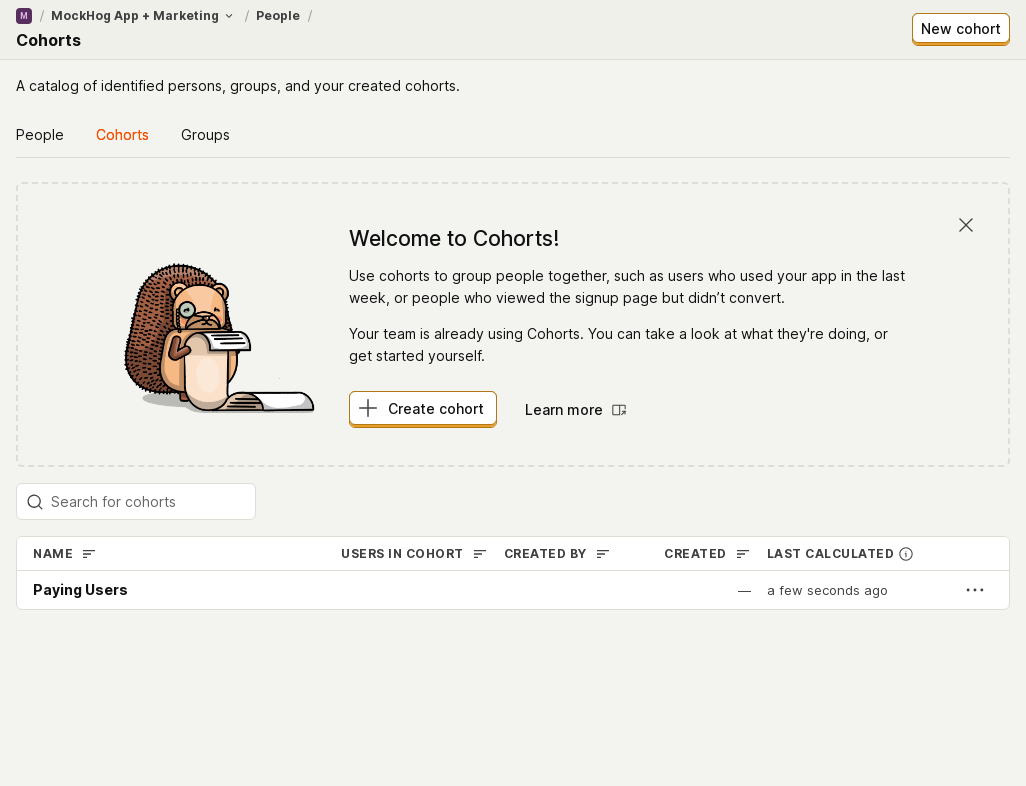 M / MockHog App + Marketing / People /
Cohorts
New cohort
A catalog of identified persons, groups, and your created cohorts.
People Cohorts Groups
Welcome to Cohorts!
Use cohorts to group people together, such as users who used your app in the last
week, or people who viewed the signup page but didn’t convert.
Your team is already using Cohorts. You can take a look at what they're doing, or
get started yourself.
Create cohort Learn more
Search for cohorts
NAME USERS IN COHORT CREATED BY CREATED LAST CALCULATED
Paying Users — a few seconds ago